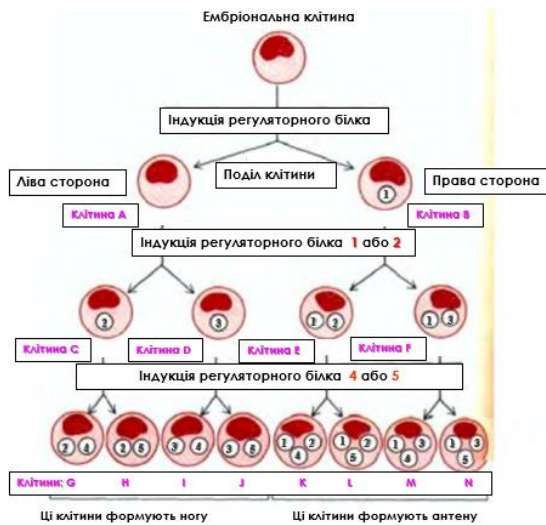 Ембріональна клітина
Індукція регуляторного білка
Ліва сторона
Поділ клітини
Права сторона
1
Клітина A
Клітина B
Індукція регуляторного білка 1 або 2
2
3
1 2
1 3
Клітина C
Клітина D
Клітина E
Клітина F
Індукція регуляторного білка 4 або 5
2 4
2 5
3 4
3 5
1 2 4
1 2 5
1 3 4
1 3 5
Клітини: G H I J K L M N
Ці клітини формують ногу
Ці клітини формують антену